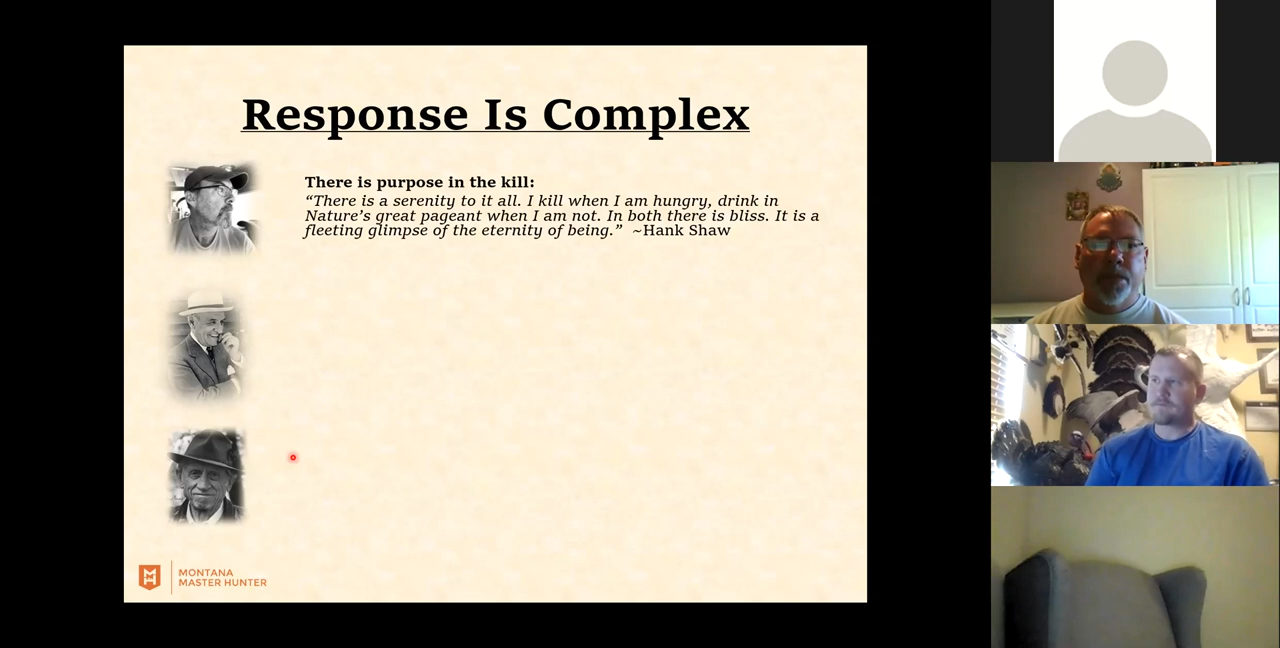 Response Is Complex
There is purpose in the kill:
“There is a serenity to it all. I kill when I am hungry, drink in
Nature’s great pageant when I am not. In both there is bliss. It is a
fleeting glimpse of the eternity of being.” ~Hank Shaw
MONTANA
MASTER HUNTER